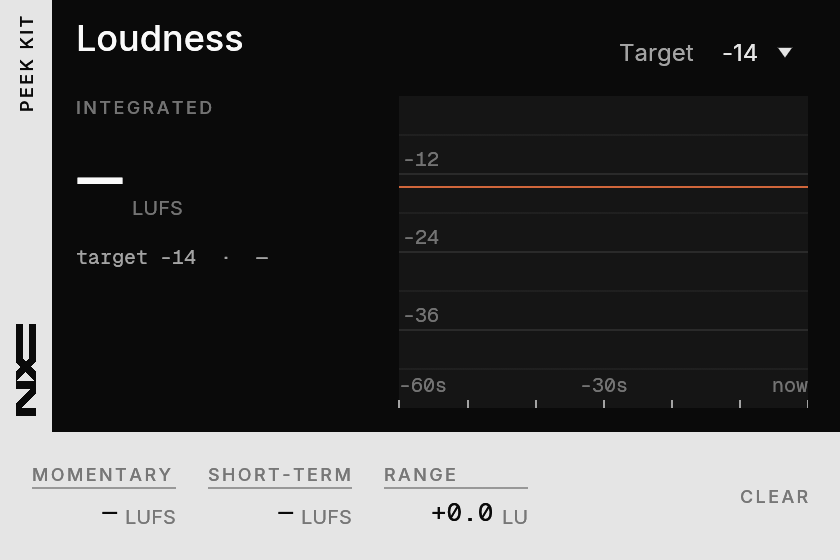 PEEK KIT
NXE
Loudness
Target -14
INTEGRATED
— LUFS
target -14 · —
-12
-24
-36
-60s -30s now
MOMENTARY
— LUFS
SHORT-TERM
— LUFS
RANGE
+0.0 LU
CLEAR